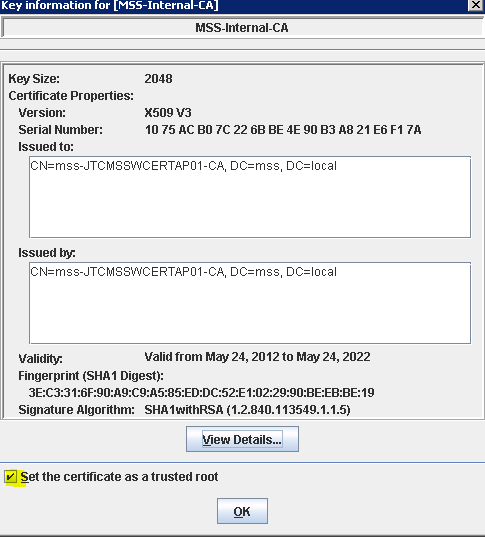 Key information for [MSS-Internal-CA]
MSS-Internal-CA
Key Size: 2048
Certificate Properties:
Version: X509 V3
Serial Number: 10 75 AC B0 7C 22 6B BE 4E 90 B3 A8 21 E6 F1 7A
Issued to:
CN=mss-JTCMSSWCERTAP01-CA, DC=mss, DC=local
Issued by:
CN=mss-JTCMSSWCERTAP01-CA, DC=mss, DC=local
Validity: Valid from May 24, 2012 to May 24, 2022
Fingerprint (SHA1 Digest):
3E:C3:31:6F:90:A9:C9:A5:85:ED:DC:52:E1:02:29:90:BE:EB:BE:19
Signature Algorithm: SHA1withRSA (1.2.840.113549.1.1.5)
View Details...
Set the certificate as a trusted root
OK